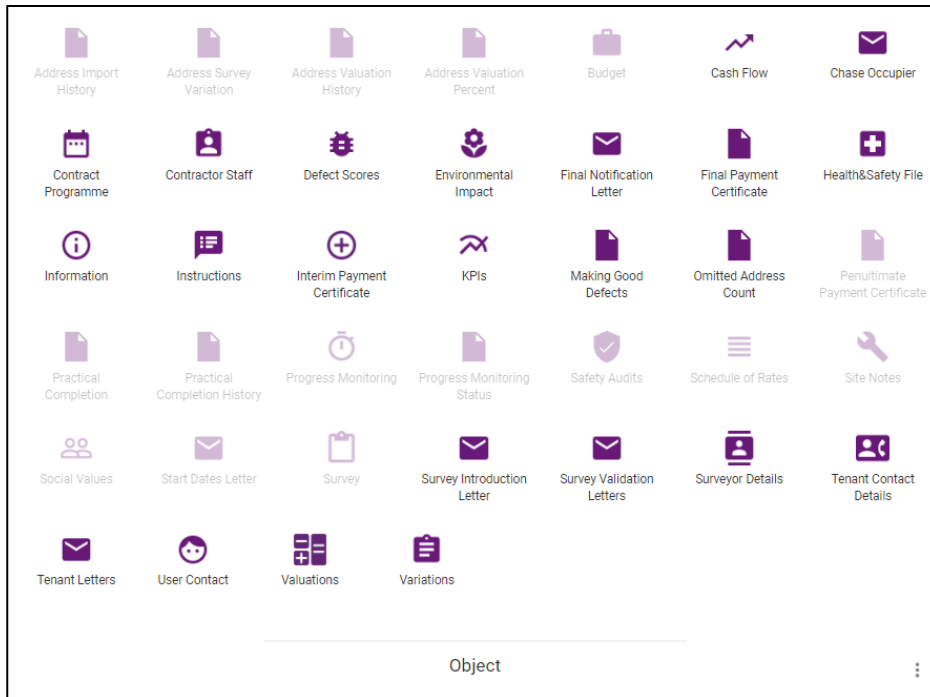 Address Import History
Address Survey Variation
Address Valuation History
Address Valuation Percent
Budget
Cash Flow
Chase Occupier
Contract Programme
Contractor Staff
Defect Scores
Environmental Impact
Final Notification Letter
Final Payment Certificate
Health&Safety File
Information
Instructions
Interim Payment Certificate
KPIs
Making Good Defects
Omitted Address Count
Penultimate Payment Certificate
Practical Completion
Practical Completion History
Progress Monitoring
Progress Monitoring Status
Safety Audits
Schedule of Rates
Site Notes
Social Values
Start Dates Letter
Survey
Survey Introduction Letter
Survey Validation Letters
Surveyor Details
Tenant Contact Details
Tenant Letters
User Contact
Valuations
Variations
Object